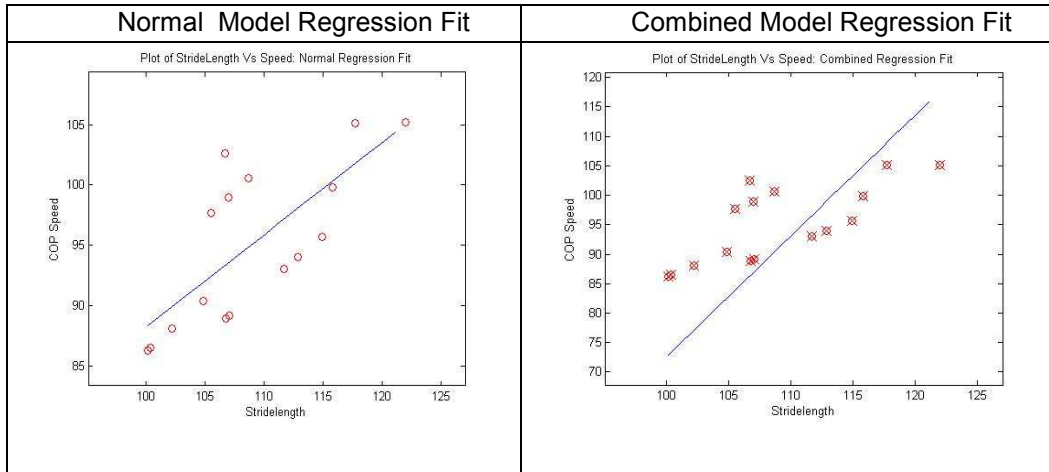 Normal Model Regression Fit
Combined Model Regression Fit
Plot of StrideLength Vs Speed: Normal Regression Fit
105
100
95
90
85
COP Speed
100 105 110 115 120 125
Stridelength
Plot of StrideLength Vs Speed: Combined Regression Fit
120
115
110
105
100
95
90
85
80
75
70
COP Speed
100 105 110 115 120 125
Stridelength